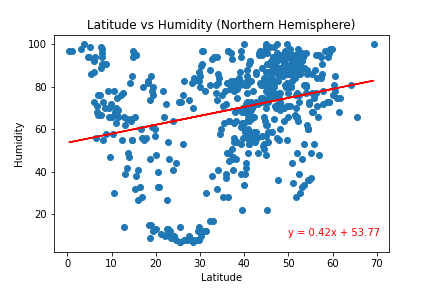 Latitude vs Humidity (Northern Hemisphere)
100
80
60
40
20
Humidity
y = 0.42x + 53.77
0 10 20 30 40 50 60 70
Latitude